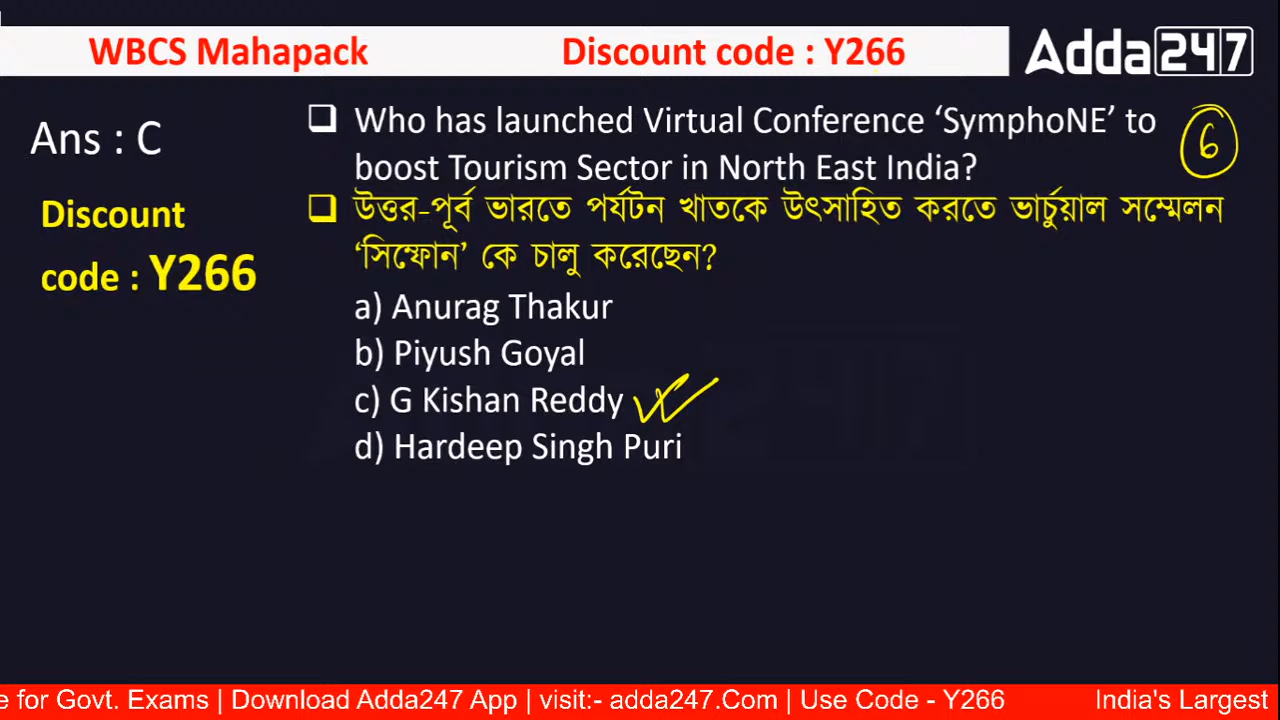 WBCS Mahapack Discount code : Y266
Adda247
Ans : C
Discount
code : Y266
❑ Who has launched Virtual Conference ‘SymphoNE’ to
boost Tourism Sector in North East India?
6
❑ উত্তর-পূর্ব ভারতে পর্যটন খাতকে উৎসাহিত করতে ভার্চুয়াল সম্মেলন
‘সিম্ফোন’ কে চালু করেছেন?
a) Anurag Thakur
b) Piyush Goyal
c) G Kishan Reddy
d) Hardeep Singh Puri
e for Govt. Exams | Download Adda247 App | visit:- adda247.Com | Use Code - Y266 India's Largest